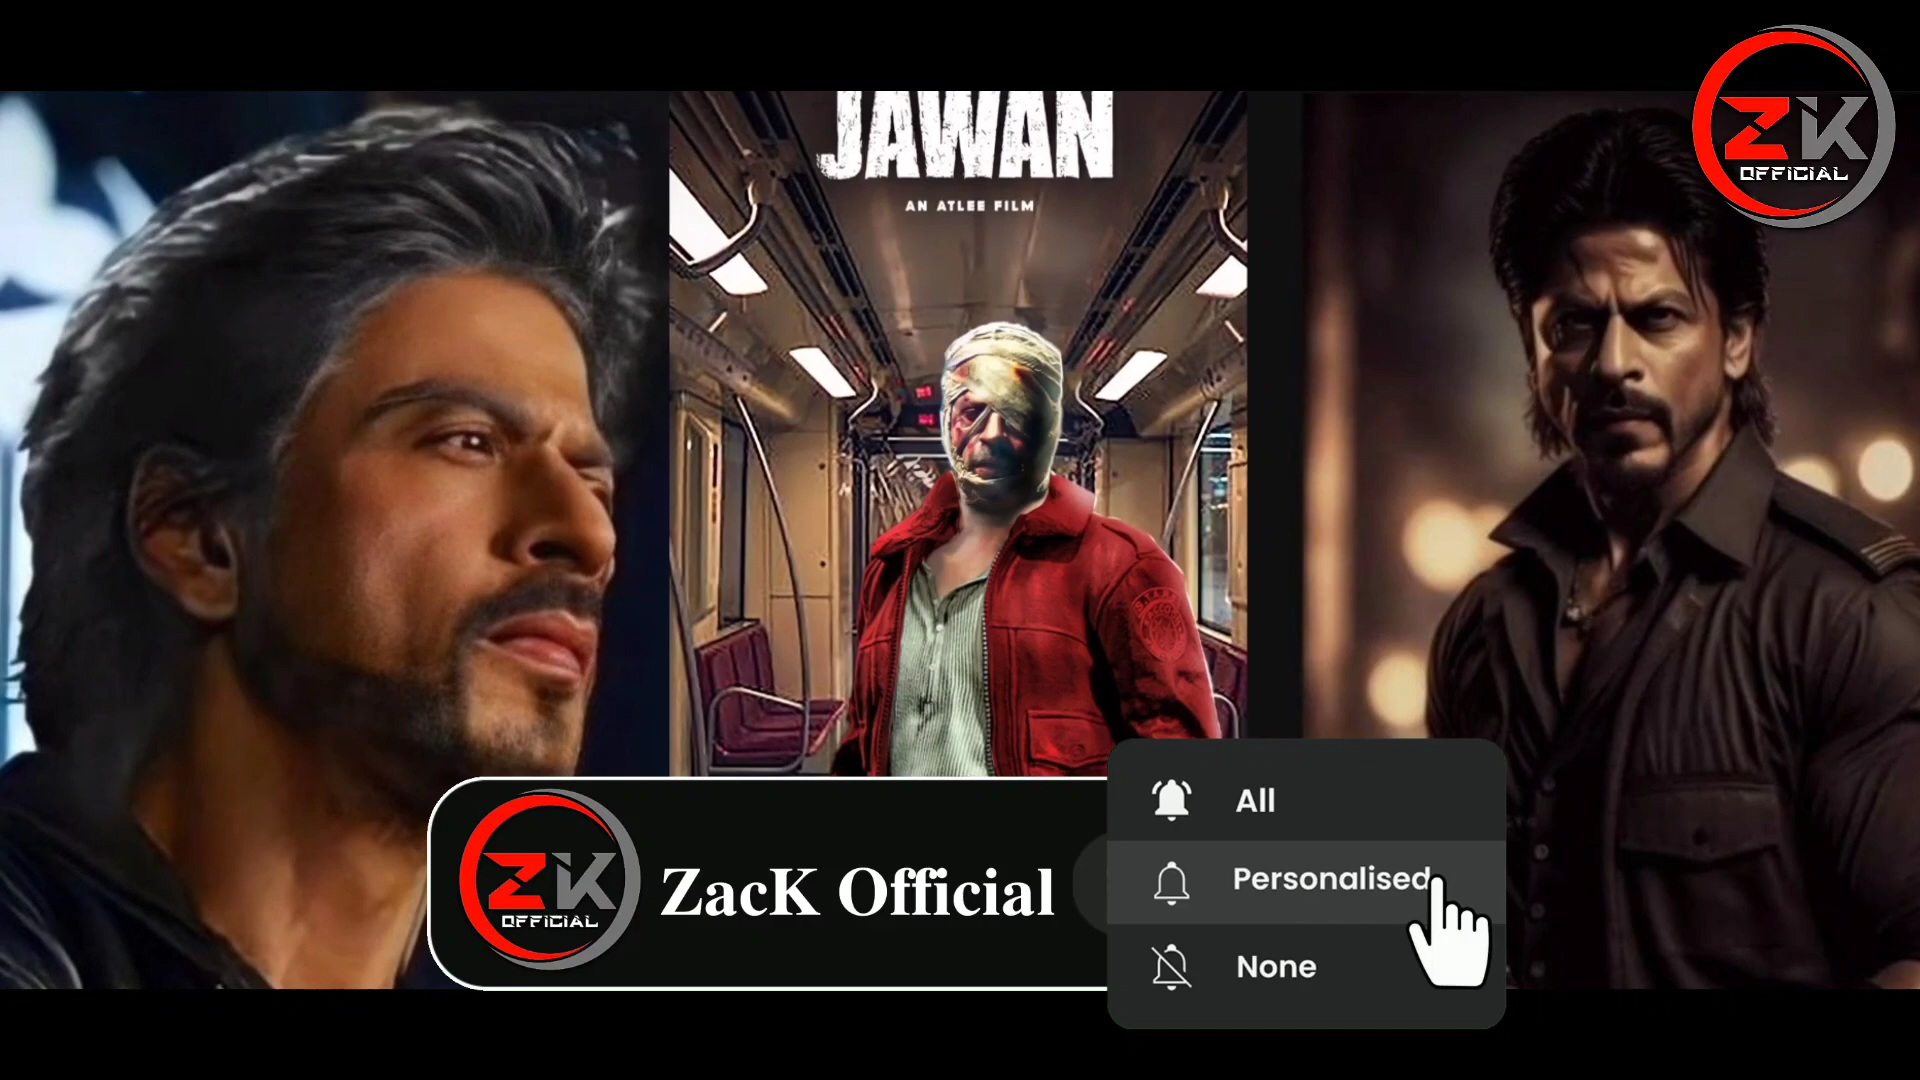 JAWAN
AN ATLEE FILM
ZK
OFFICIAL
ZK
OFFICIAL
ZacK Official
All
Personalised
None